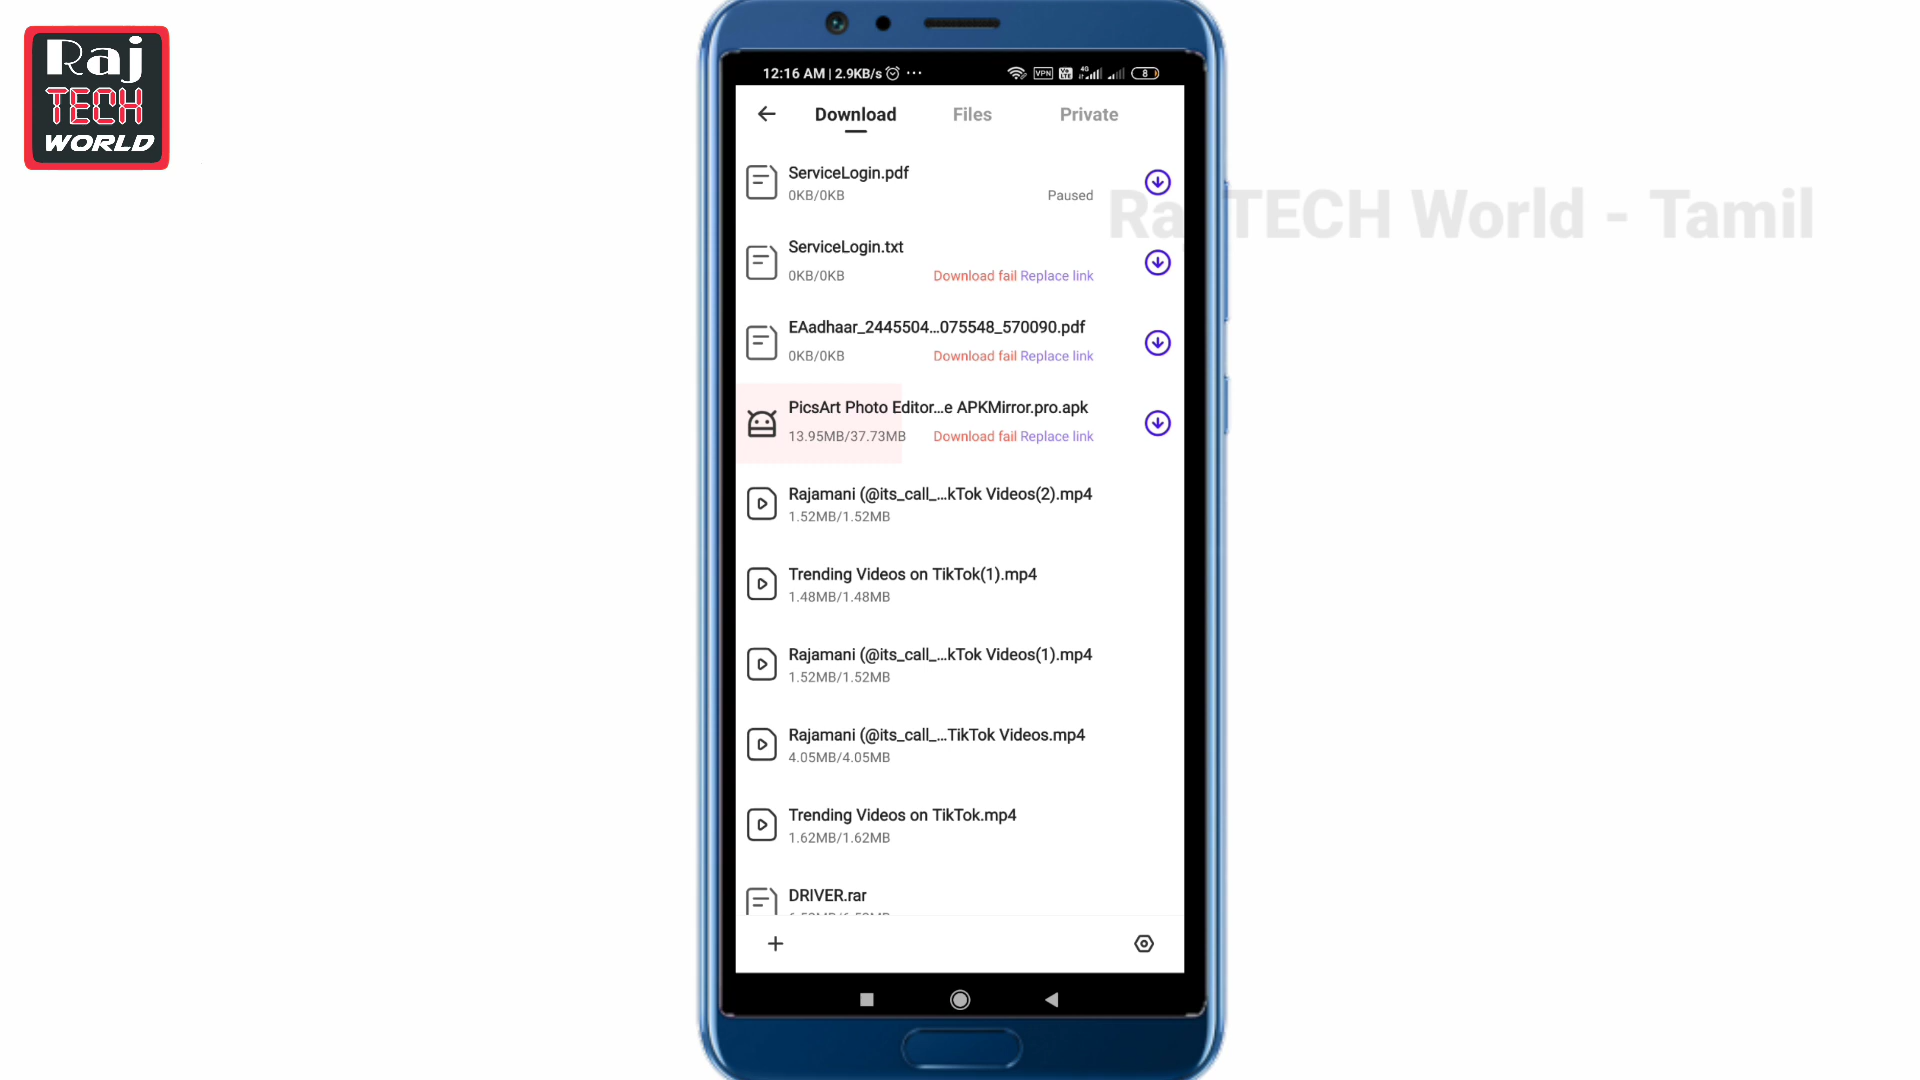 Raj
TECH
WORLD
12:16 AM | 2.9KB/s ...
VPN
4G
8
Download Files Private
ServiceLogin.pdf
0KB/0KB Paused
Raj TECH World - Tamil
ServiceLogin.txt
0KB/0KB Download fail Replace link
EAadhaar_2445504...075548_570090.pdf
0KB/0KB Download fail Replace link
PicsArt Photo Editor...e APKMirror.pro.apk
13.95MB/37.73MB Download fail Replace link
Rajamani (@its_call_...kTok Videos(2).mp4
1.52MB/1.52MB
Trending Videos on TikTok(1).mp4
1.48MB/1.48MB
Rajamani (@its_call_...kTok Videos(1).mp4
1.52MB/1.52MB
Rajamani (@its_call_...TikTok Videos.mp4
4.05MB/4.05MB
Trending Videos on TikTok.mp4
1.62MB/1.62MB
DRIVER.rar